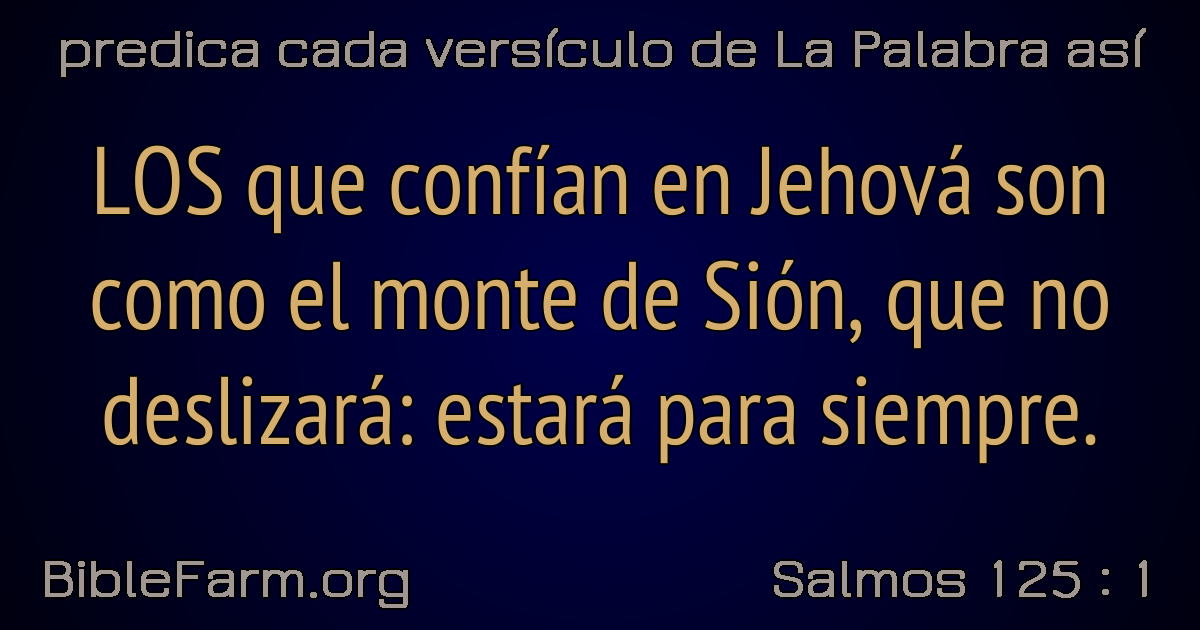 predica cada versículo de La Palabra así
LOS que confían en Jehová son
como el monte de Sión, que no
deslizará: estará para siempre.
BibleFarm.org
Salmos 125 : 1